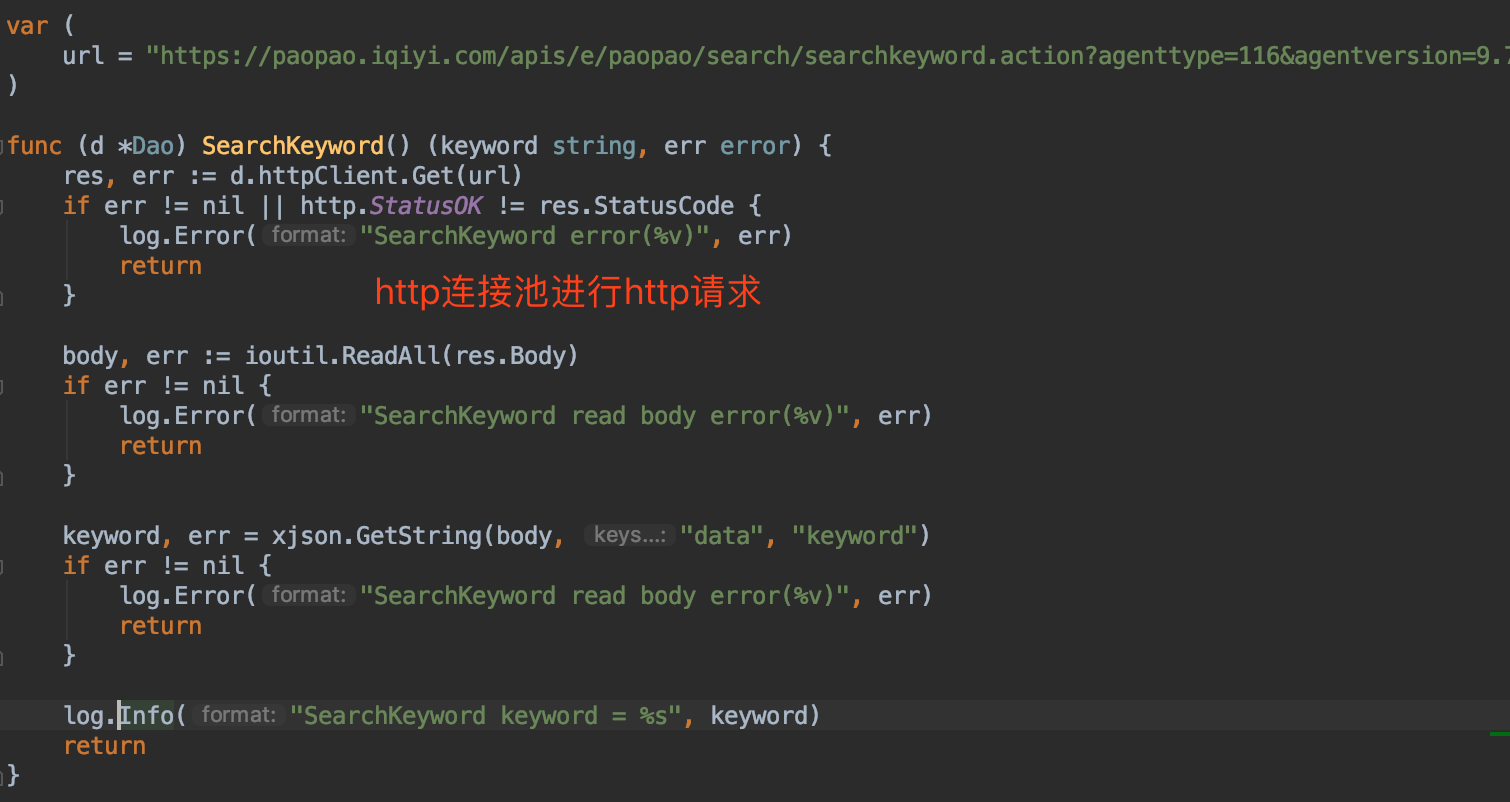 var (
    url = "https://paopao.iqiyi.com/apis/e/paopao/search/searchkeyword.action?agenttype=116&agentversion=9.7
)
func (d *Dao) SearchKeyword() (keyword string, err error) {
    res, err := d.httpClient.Get(url)
    if err != nil || http.StatusOK != res.StatusCode {
        log.Error( format: "SearchKeyword error(%v)", err)
        return
    }
http连接池进行http请求
    body, err := ioutil.ReadAll(res.Body)
    if err != nil {
        log.Error( format: "SearchKeyword read body error(%v)", err)
        return
    }
    keyword, err = xjson.GetString(body, keys...: "data", "keyword")
    if err != nil {
        log.Error( format: "SearchKeyword read body error(%v)", err)
        return
    }
    log.Info( format: "SearchKeyword keyword = %s", keyword)
    return
}